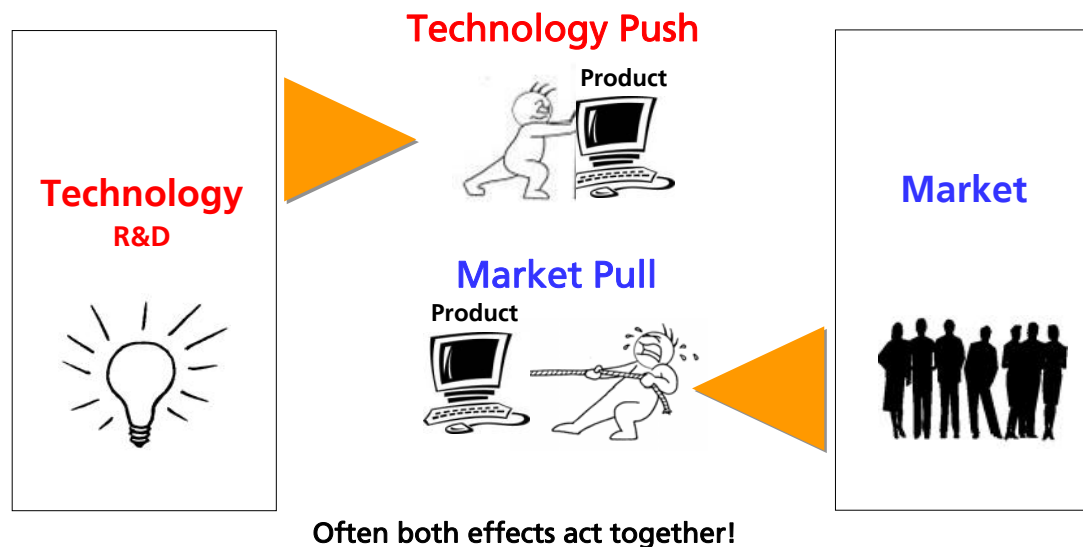 Technology Push
Product
Technology
R&D
Market
Market Pull
Product
Often both effects act together!